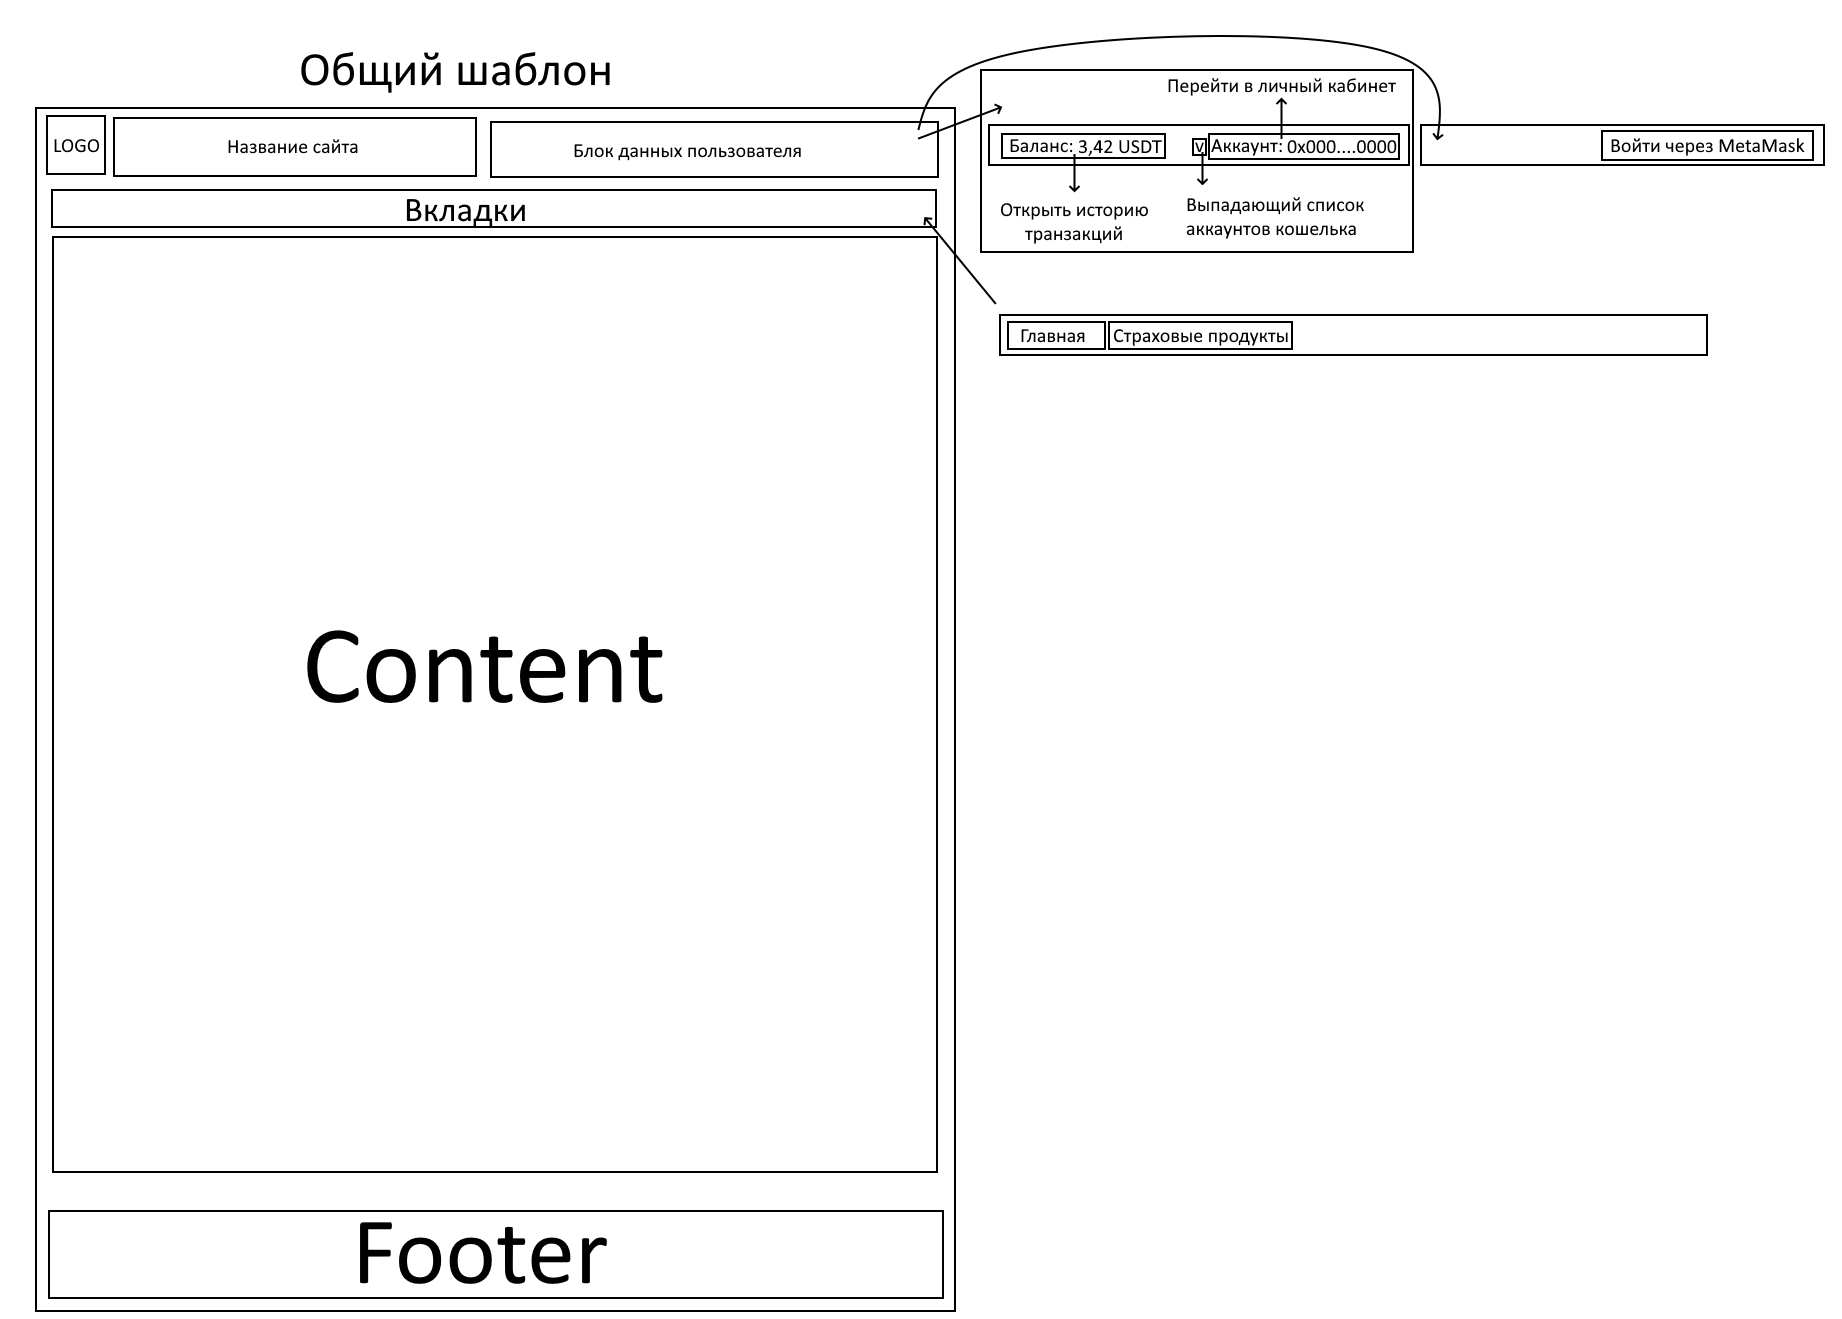 Общий шаблон
LOGO
Название сайта
Блок данных пользователя
Вкладки
Content
Footer
Перейти в личный кабинет
Баланс: 3,42 USDT
v
Аккаунт: 0x000....0000
Открыть историю
транзакций
Выпадающий список
аккаунтов кошелька
Войти через MetaMask
Главная
Страховые продукты